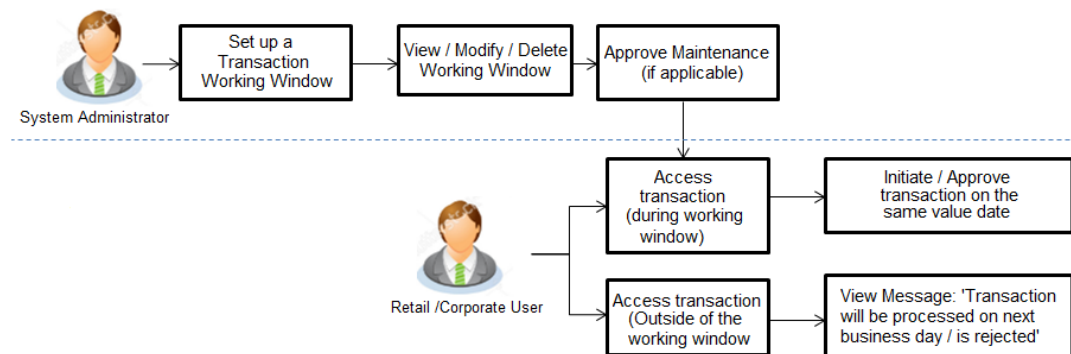 Set up a
Transaction
Working Window
View / Modify / Delete
Working Window
Approve Maintenance
(if applicable)
System Administrator
Access
transaction
(during working
window)
Initiate / Approve
transaction on the
same value date
Retail /Corporate User
Access transaction
(Outside of the
working window
View Message: 'Transaction
will be processed on next
business day / is rejected'